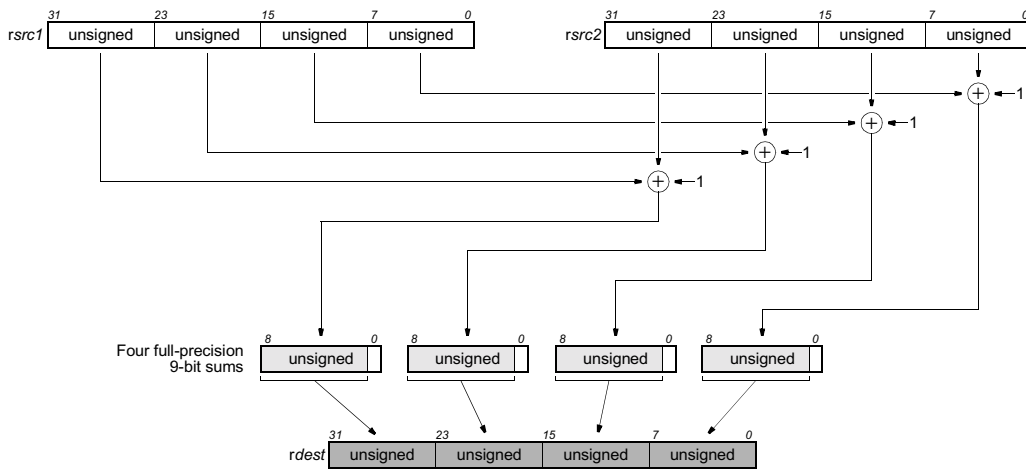 31 23 15 7 0 31 23 15 7 0
rsrc1 unsigned unsigned unsigned unsigned rsrc2 unsigned unsigned unsigned unsigned
1
1
1
1
8 0 8 0 8 0 8 0
Four full-precision unsigned unsigned unsigned unsigned
9-bit sums
31 23 15 7 0
rdest unsigned unsigned unsigned unsigned